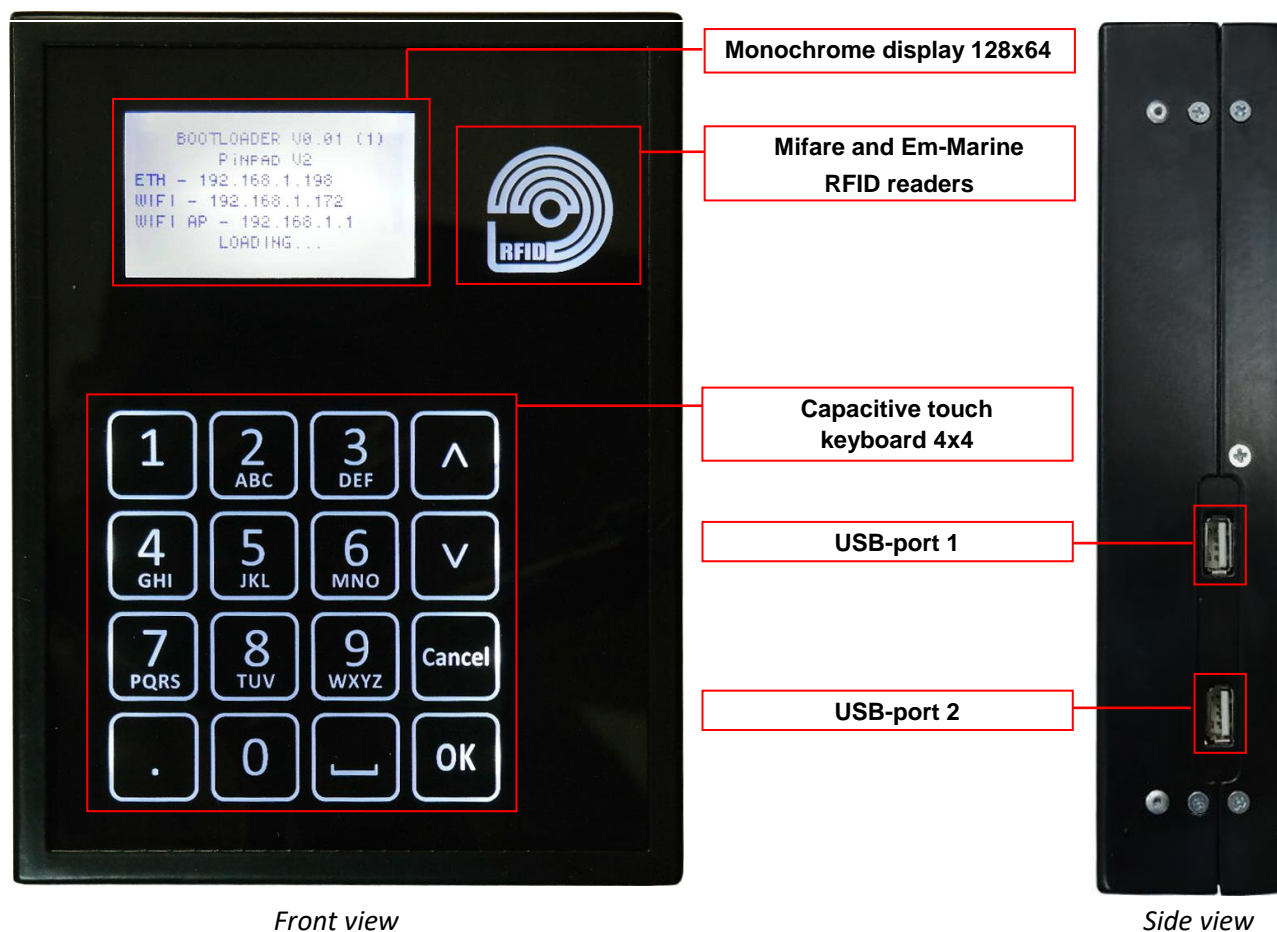 BOOTLOADER V0.01 (1)
PiNPAD V2
ETH - 192.168.1.198
WIFI - 192.168.1.172
WIFI AP - 192.168.1.1
LOADING...
RFID
Monochrome display 128x64
Mifare and Em-Marine
RFID readers
Capacitive touch
keyboard 4x4
USB-port 1
USB-port 2
1
2
ABC
3
DEF
4
GHI
5
JKL
6
MNO
7
PQRS
8
TUV
9
WXYZ
Cancel
.
0
OK
Front view
Side view